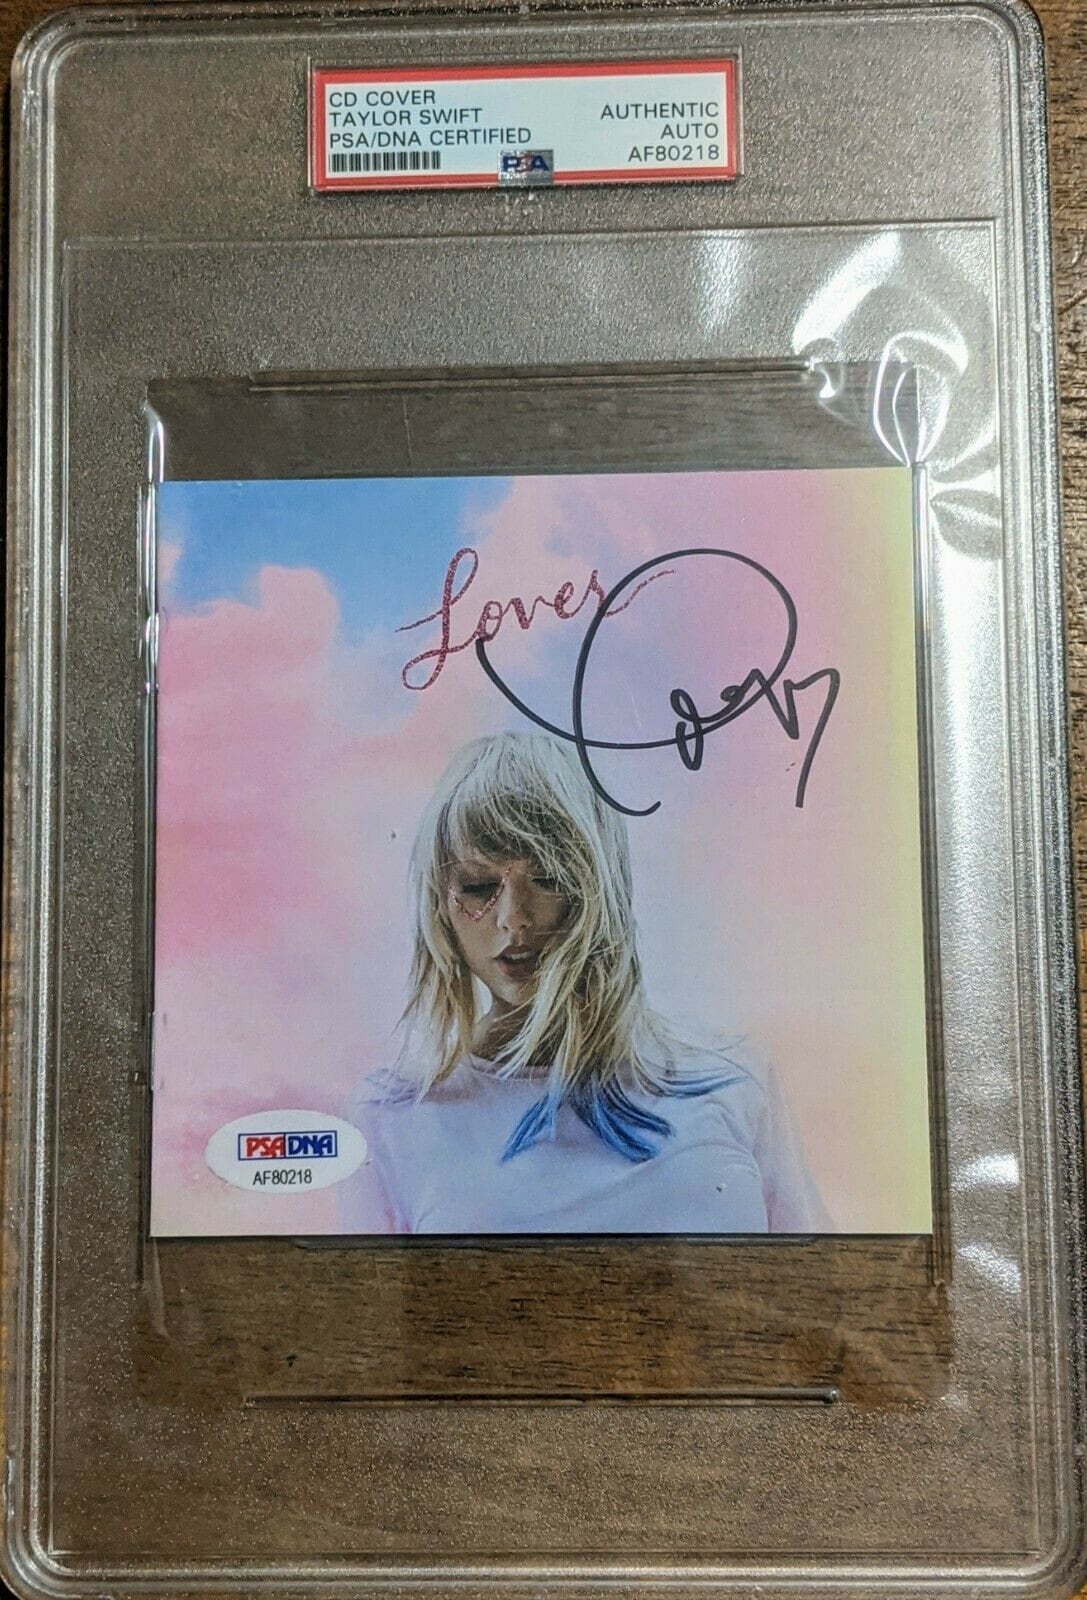 CD COVER
TAYLOR SWIFT
PSA/DNA CERTIFIED
AUTHENTIC
AUTO
AF80218
PSA
Lover
PSA DNA
AF80218